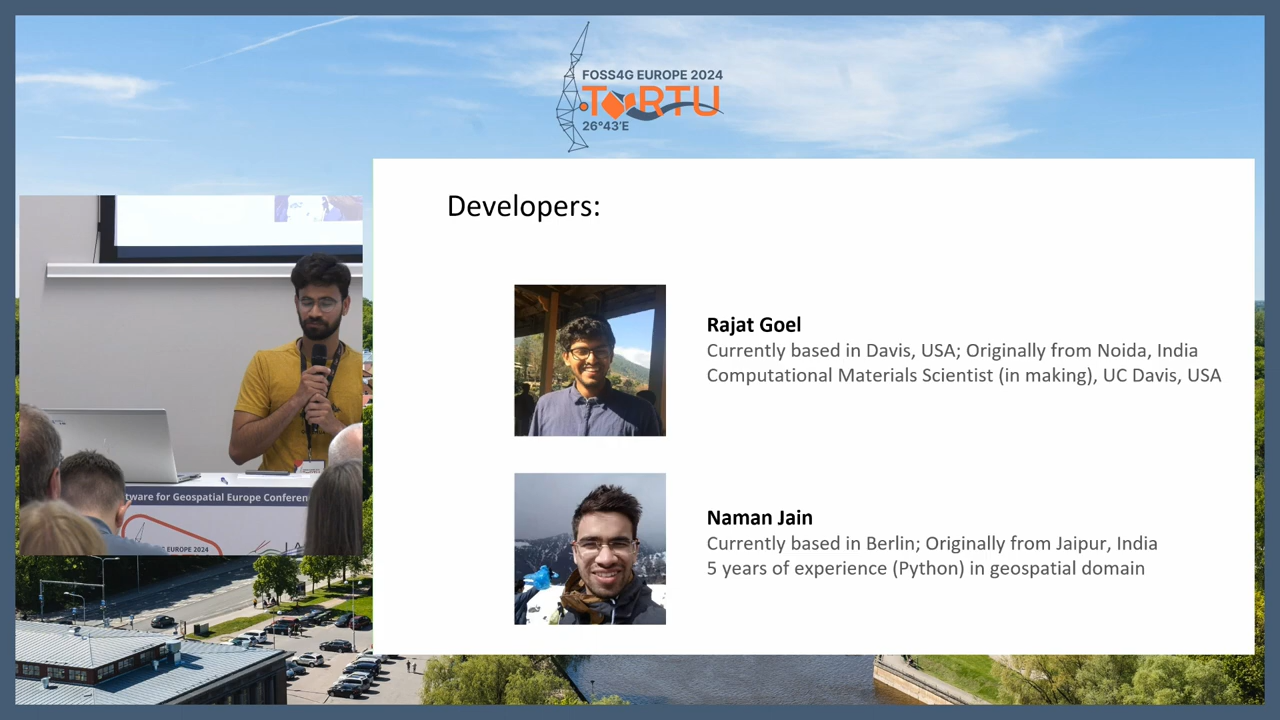 FOSS4G EUROPE 2024
TORTU
26°43'E
Developers:
Rajat Goel
Currently based in Davis, USA; Originally from Noida, India
Computational Materials Scientist (in making), UC Davis, USA
Naman Jain
Currently based in Berlin; Originally from Jaipur, India
5 years of experience (Python) in geospatial domain
tware for Geospatial Europe Conferen
EUROPE 2024